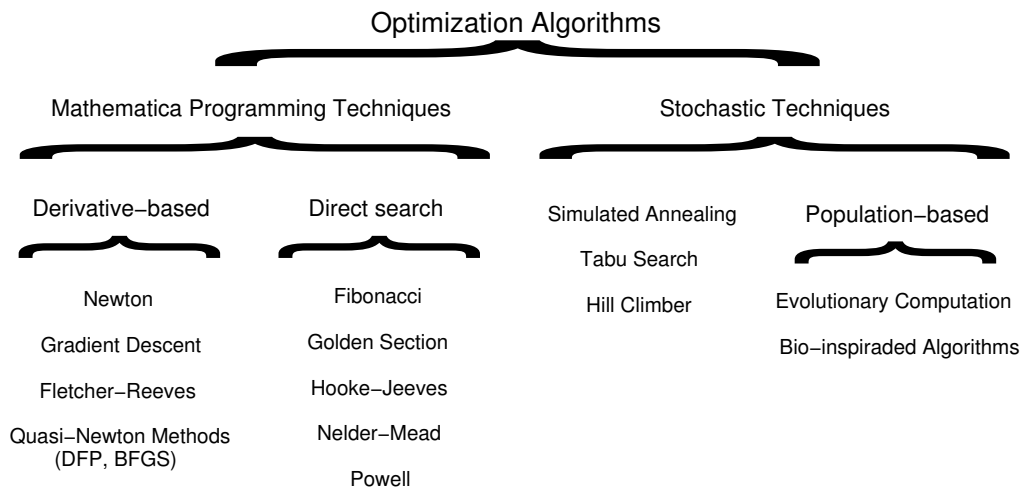 Optimization Algorithms
Mathematica Programming Techniques
Stochastic Techniques
Derivative−based
Direct search
Simulated Annealing
Tabu Search
Hill Climber
Population−based
Newton
Gradient Descent
Fletcher−Reeves
Quasi−Newton Methods
(DFP, BFGS)
Fibonacci
Golden Section
Hooke−Jeeves
Nelder−Mead
Powell
Evolutionary Computation
Bio−inspiraded Algorithms